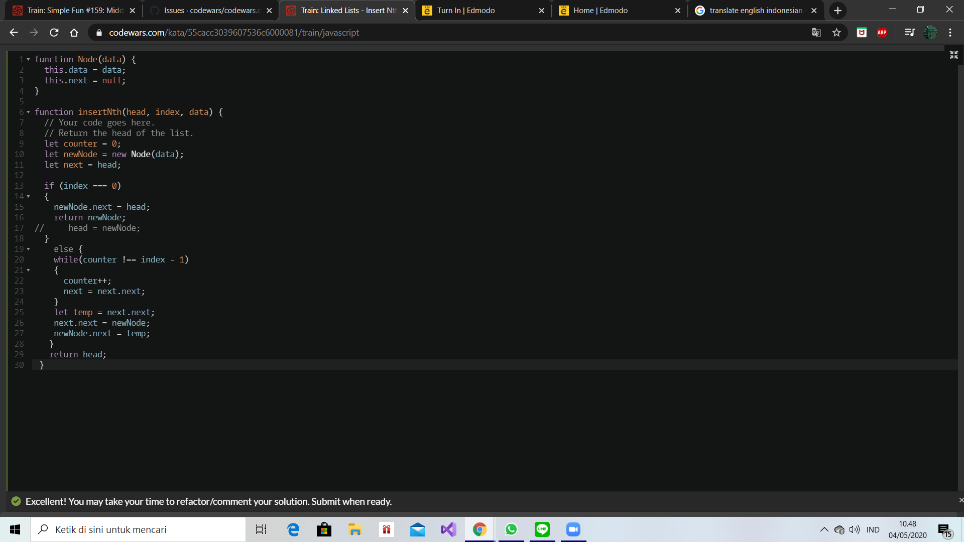 Train: Simple Fun #159: Midd
Issues · codewars/codewars.c
Train: Linked Lists - Insert Nth
Turn In | Edmodo
Home | Edmodo
translate english indonesian
codewars.com/kata/55cacc3039607536c6000081/train/javascript
1 function Node(data) {
2 this.data = data;
3 this.next = null;
4 }
5
6 function insertNth(head, index, data) {
7 // Your code goes here.
8 // Return the head of the list.
9 let counter = 0;
10 let newNode = new Node(data);
11 let next = head;
12
13 if (index === 0)
14 {
15 newNode.next = head;
16 return newNode;
17 // head = newNode;
18 }
19 else {
20 while(counter !== index - 1)
21 {
22 counter++;
23 next = next.next;
24 }
25 let temp = next.next;
26 next.next = newNode;
27 newNode.next = temp;
28 }
29 return head;
30 }
Excellent! You may take your time to refactor/comment your solution. Submit when ready.
Ketik di sini untuk mencari
IND
10.48
04/05/2020
15